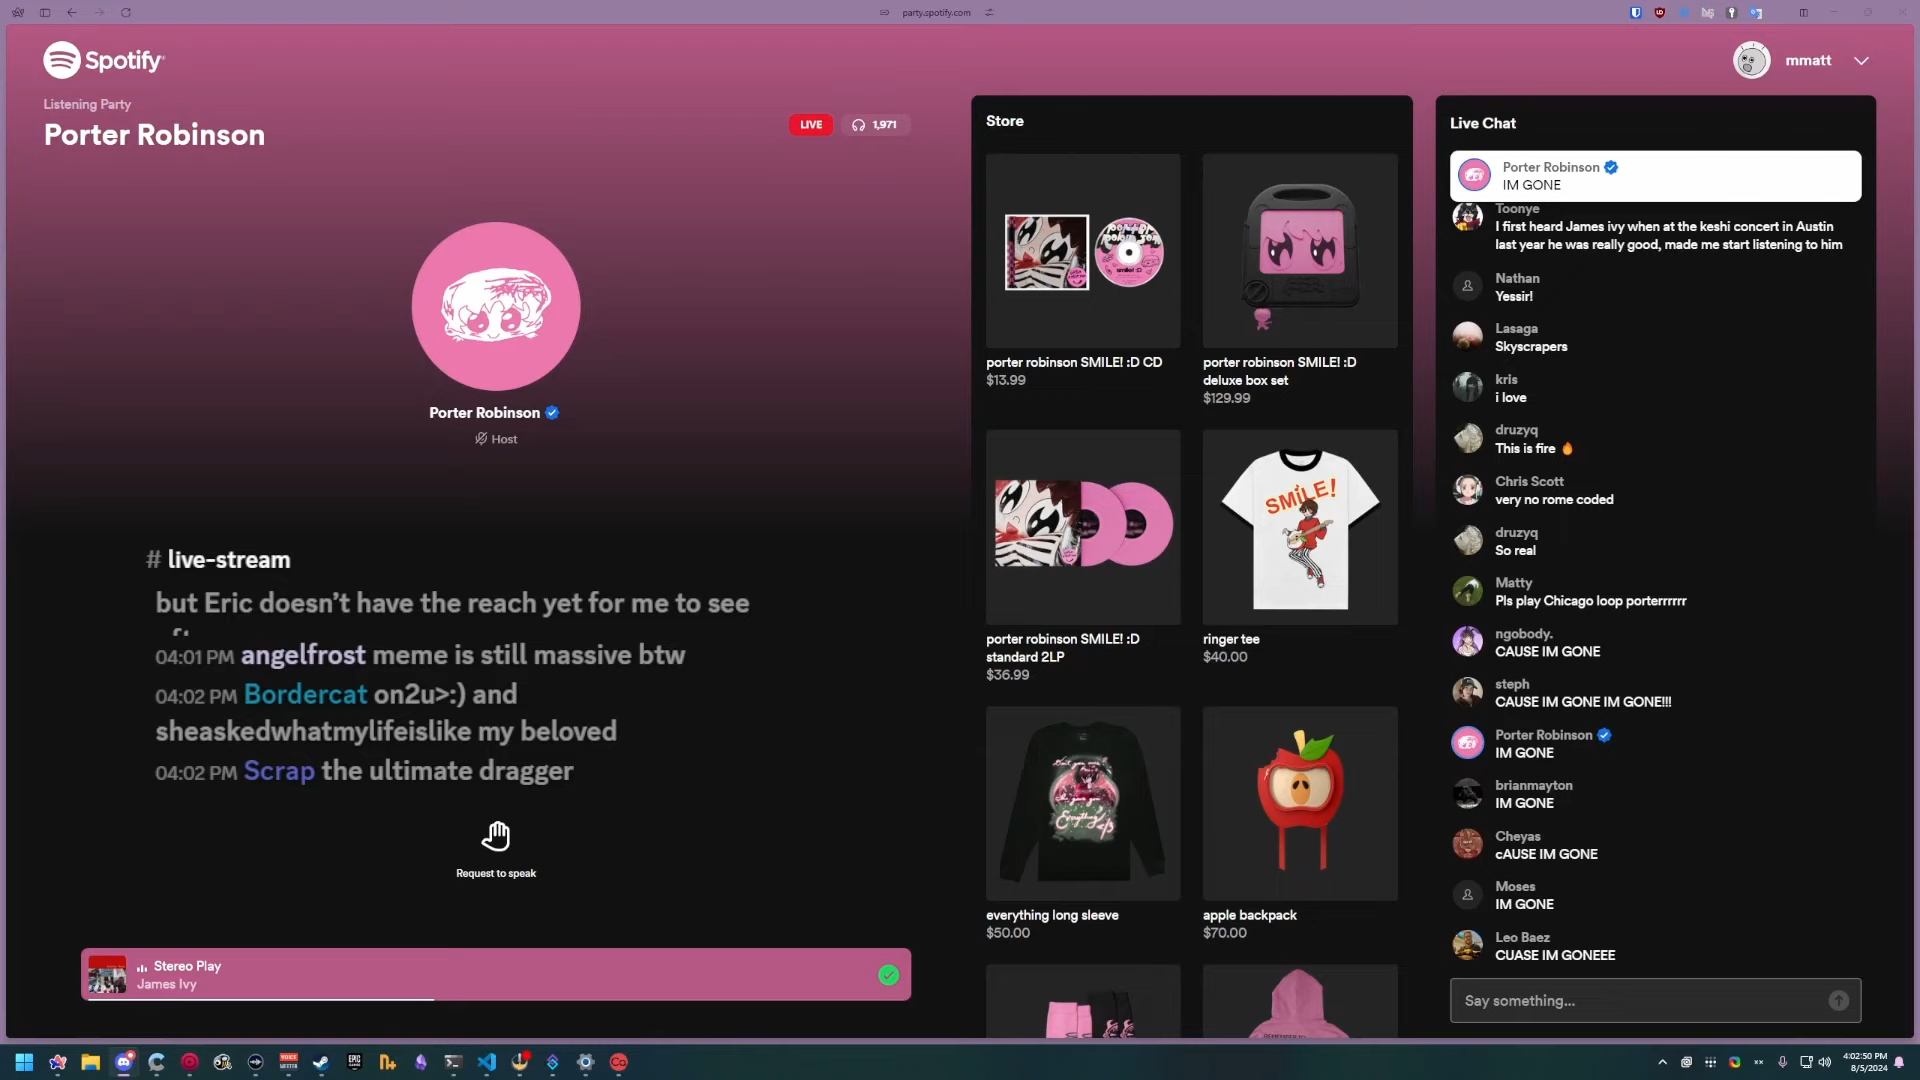 party.spotify.com
Spotify
mmatt
Listening Party
Porter Robinson
LIVE
1,971
Porter Robinson
Host
# live-stream
but Eric doesn't have the reach yet for me to see
04:01 PM angelfrost meme is still massive btw
04:02 PM Bordercat on2u>:) and
sheaskedwhatmylifeislike my beloved
04:02 PM Scrap the ultimate dragger
Request to speak
Stereo Play
James Ivy
Store
porter robinson SMILE! :D CD
$13.99
porter robinson SMILE! :D
deluxe box set
$129.99
SMiLE!
porter robinson SMILE! :D
standard 2LP
$36.99
ringer tee
$40.00
everything long sleeve
$50.00
apple backpack
$70.00
Live Chat
Porter Robinson
IM GONE
Toonye
I first heard James ivy when at the keshi concert in Austin
last year he was really good, made me start listening to him
Nathan
Yessir!
Lasaga
Skyscrapers
kris
i love
druzyq
This is fire 🔥
Chris Scott
very no rome coded
druzyq
So real
Matty
Pls play Chicago loop porterrrrrr
ngobody.
CAUSE IM GONE
steph
CAUSE IM GONE IM GONE!!!
Porter Robinson
IM GONE
brianmayton
IM GONE
Cheyas
cAUSE IM GONE
Moses
IM GONE
Leo Baez
CUASE IM GONEEE
Say something...
4:02:50 PM
8/5/2024